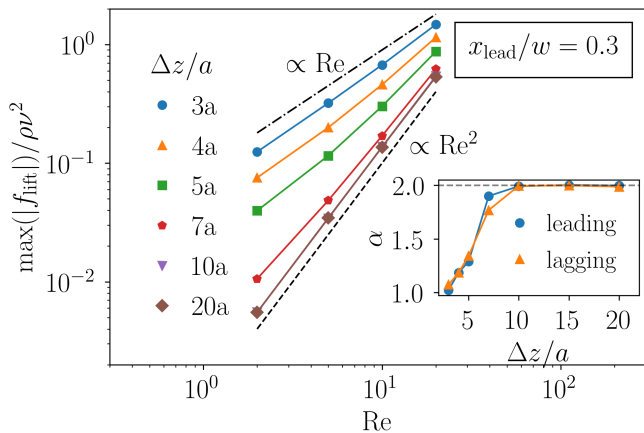 max(|f_lift|)/ρν²
10⁰
10⁻¹
10⁻²
Δz/a
3a
4a
5a
7a
10a
20a
∝ Re
∝ Re²
x_lead/w = 0.3
α
2.0
1.5
1.0
leading
lagging
5
10
15
20
Δz/a
10⁰
10¹
10²
Re